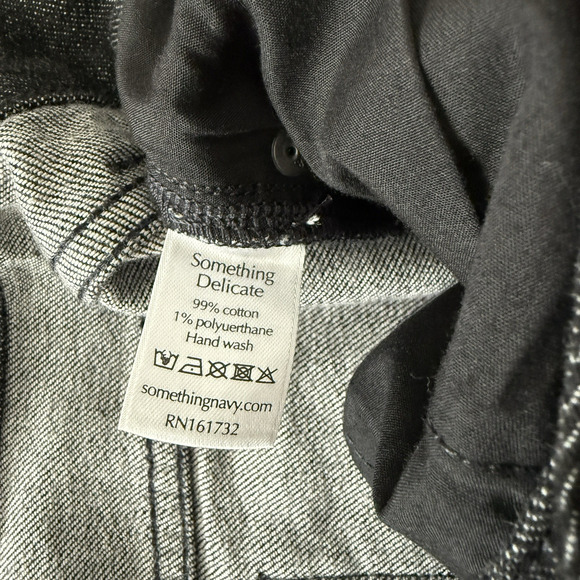 Something
Delicate
99% cotton
1% polyuerthane
Hand wash
somethingnavy.com
RN161732